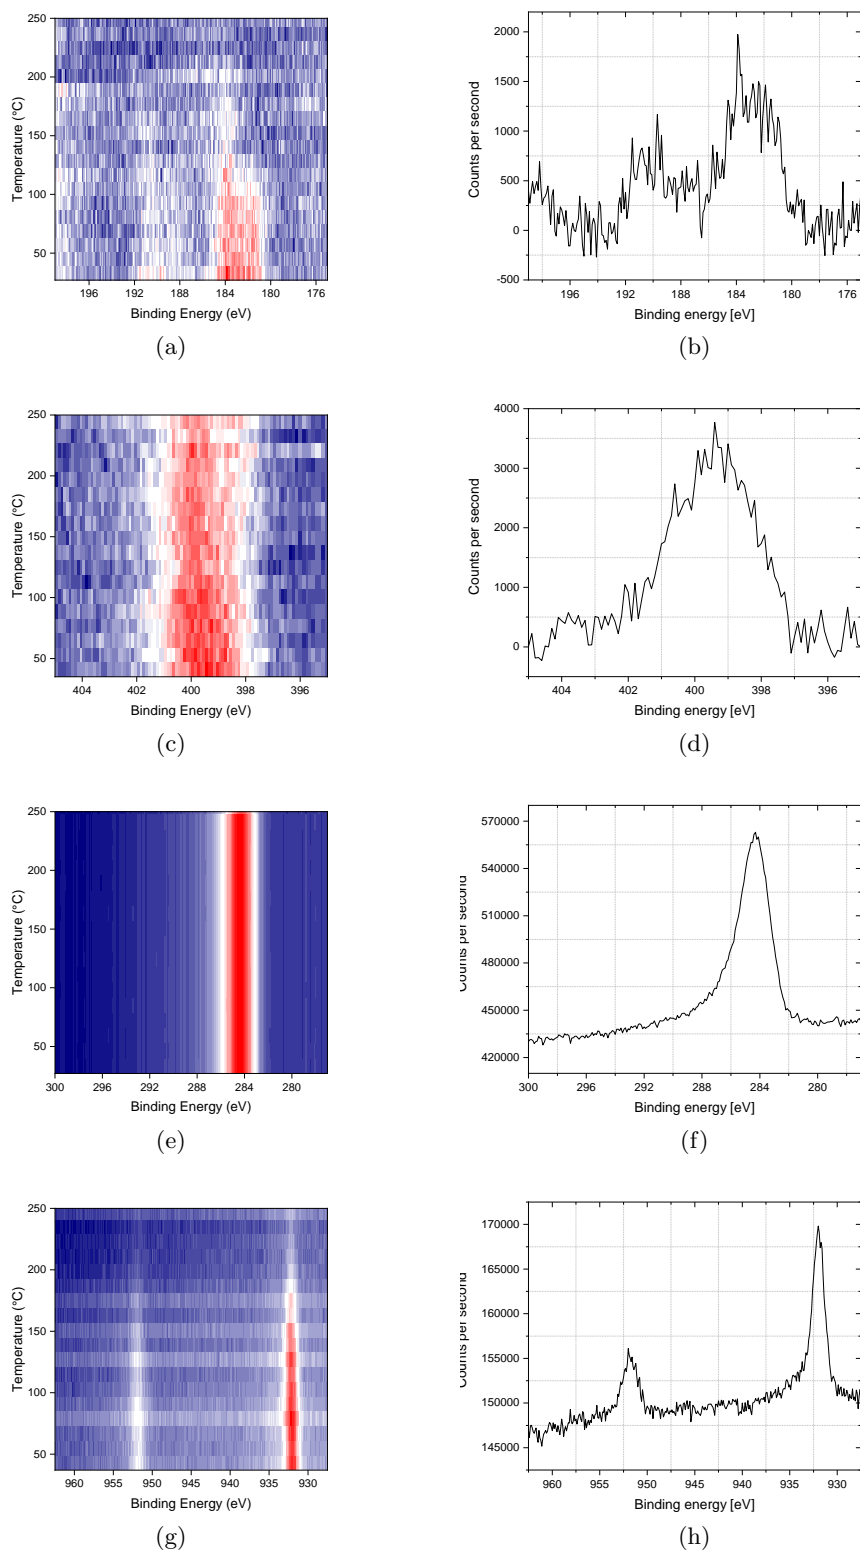 250
200
150
100
50
Temperature (°C)
196 192 188 184 180 176
Binding Energy (eV)
(a)
2000
1500
1000
500
0
-500
Counts per second
196 192 188 184 180 176
Binding energy [eV]
(b)
250
200
150
100
50
Temperature (°C)
404 402 400 398 396
Binding Energy (eV)
(c)
4000
3000
2000
1000
0
Counts per second
404 402 400 398 396
Binding energy [eV]
(d)
250
200
150
100
50
Temperature (°C)
300 296 292 288 284 280
Binding Energy (eV)
(e)
570000
540000
510000
480000
450000
420000
Counts per second
300 296 292 288 284 280
Binding energy [eV]
(f)
250
200
150
100
50
Temperature (°C)
960 955 950 945 940 935 930
Binding Energy (eV)
(g)
170000
165000
160000
155000
150000
145000
Counts per second
960 955 950 945 940 935 930
Binding energy [eV]
(h)